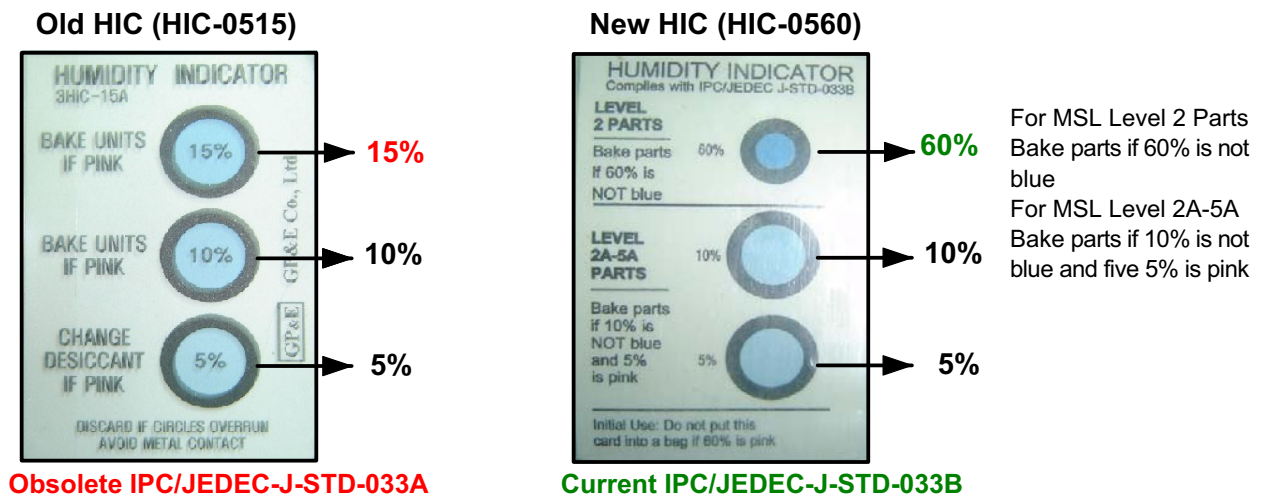 Old HIC (HIC-0515)
HUMIDITY INDICATOR
3HIC-15A
BAKE UNITS
IF PINK
15%
15%
BAKE UNITS
IF PINK
10%
10%
CHANGE
DESICCANT
IF PINK
5%
5%
GP&E GP&E Co., Ltd
DISCARD IF CIRCLES OVERRUN
AVOID METAL CONTACT
Obsolete IPC/JEDEC-J-STD-033A
New HIC (HIC-0560)
HUMIDITY INDICATOR
Complies with IPC/JEDEC J-STD-033B
LEVEL
2 PARTS
Bake parts
If 60% is
NOT blue
60%
60%
LEVEL
2A-5A
PARTS
10%
10%
Bake parts
if 10% is
NOT blue
and 5%
is pink
5%
5%
Initial Use: Do not put this
card into a bag if 60% is pink
Current IPC/JEDEC-J-STD-033B
For MSL Level 2 Parts
Bake parts if 60% is not
blue
For MSL Level 2A-5A
Bake parts if 10% is not
blue and five 5% is pink